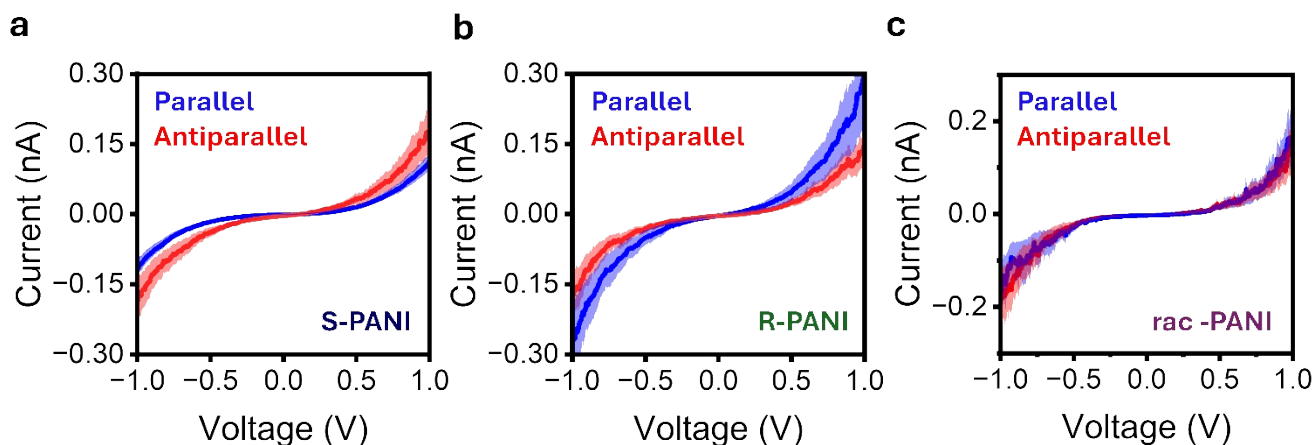 a
0.30
0.15
0.00
−0.15
−0.30
Current (nA)
Parallel
Antiparallel
S-PANI
−1.0 −0.5 0.0 0.5 1.0
Voltage (V)
b
0.30
0.15
0.00
−0.15
−0.30
Current (nA)
Parallel
Antiparallel
R-PANI
−1.0 −0.5 0.0 0.5 1.0
Voltage (V)
c
0.2
0.0
−0.2
Current (nA)
Parallel
Antiparallel
rac -PANI
−1.0 −0.5 0.0 0.5 1.0
Voltage (V)